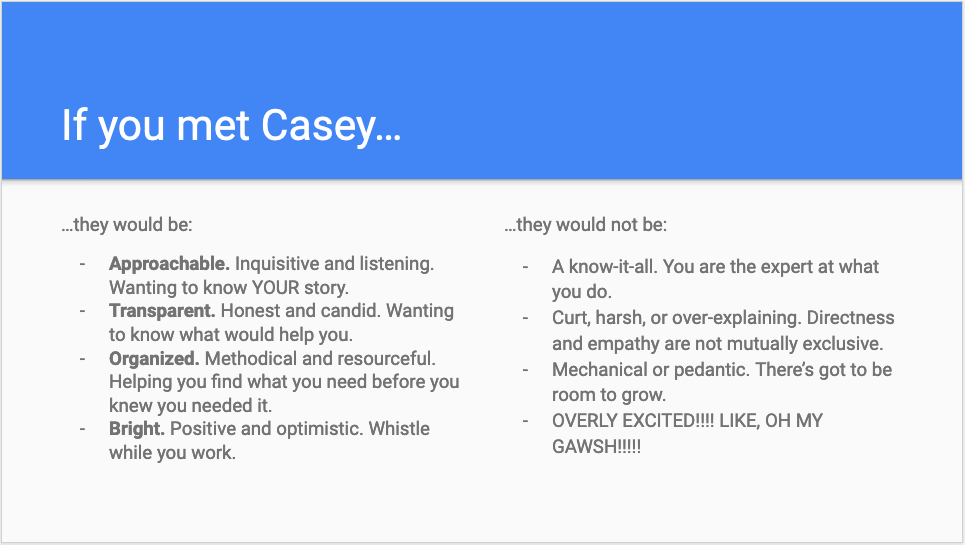 If you met Casey…
…they would be:
- Approachable. Inquisitive and listening.
Wanting to know YOUR story.
- Transparent. Honest and candid. Wanting
to know what would help you.
- Organized. Methodical and resourceful.
Helping you find what you need before you
knew you needed it.
- Bright. Positive and optimistic. Whistle
while you work.
…they would not be:
- A know-it-all. You are the expert at what
you do.
- Curt, harsh, or over-explaining. Directness
and empathy are not mutually exclusive.
- Mechanical or pedantic. There’s got to be
room to grow.
- OVERLY EXCITED!!!! LIKE, OH MY
GAWSH!!!!!